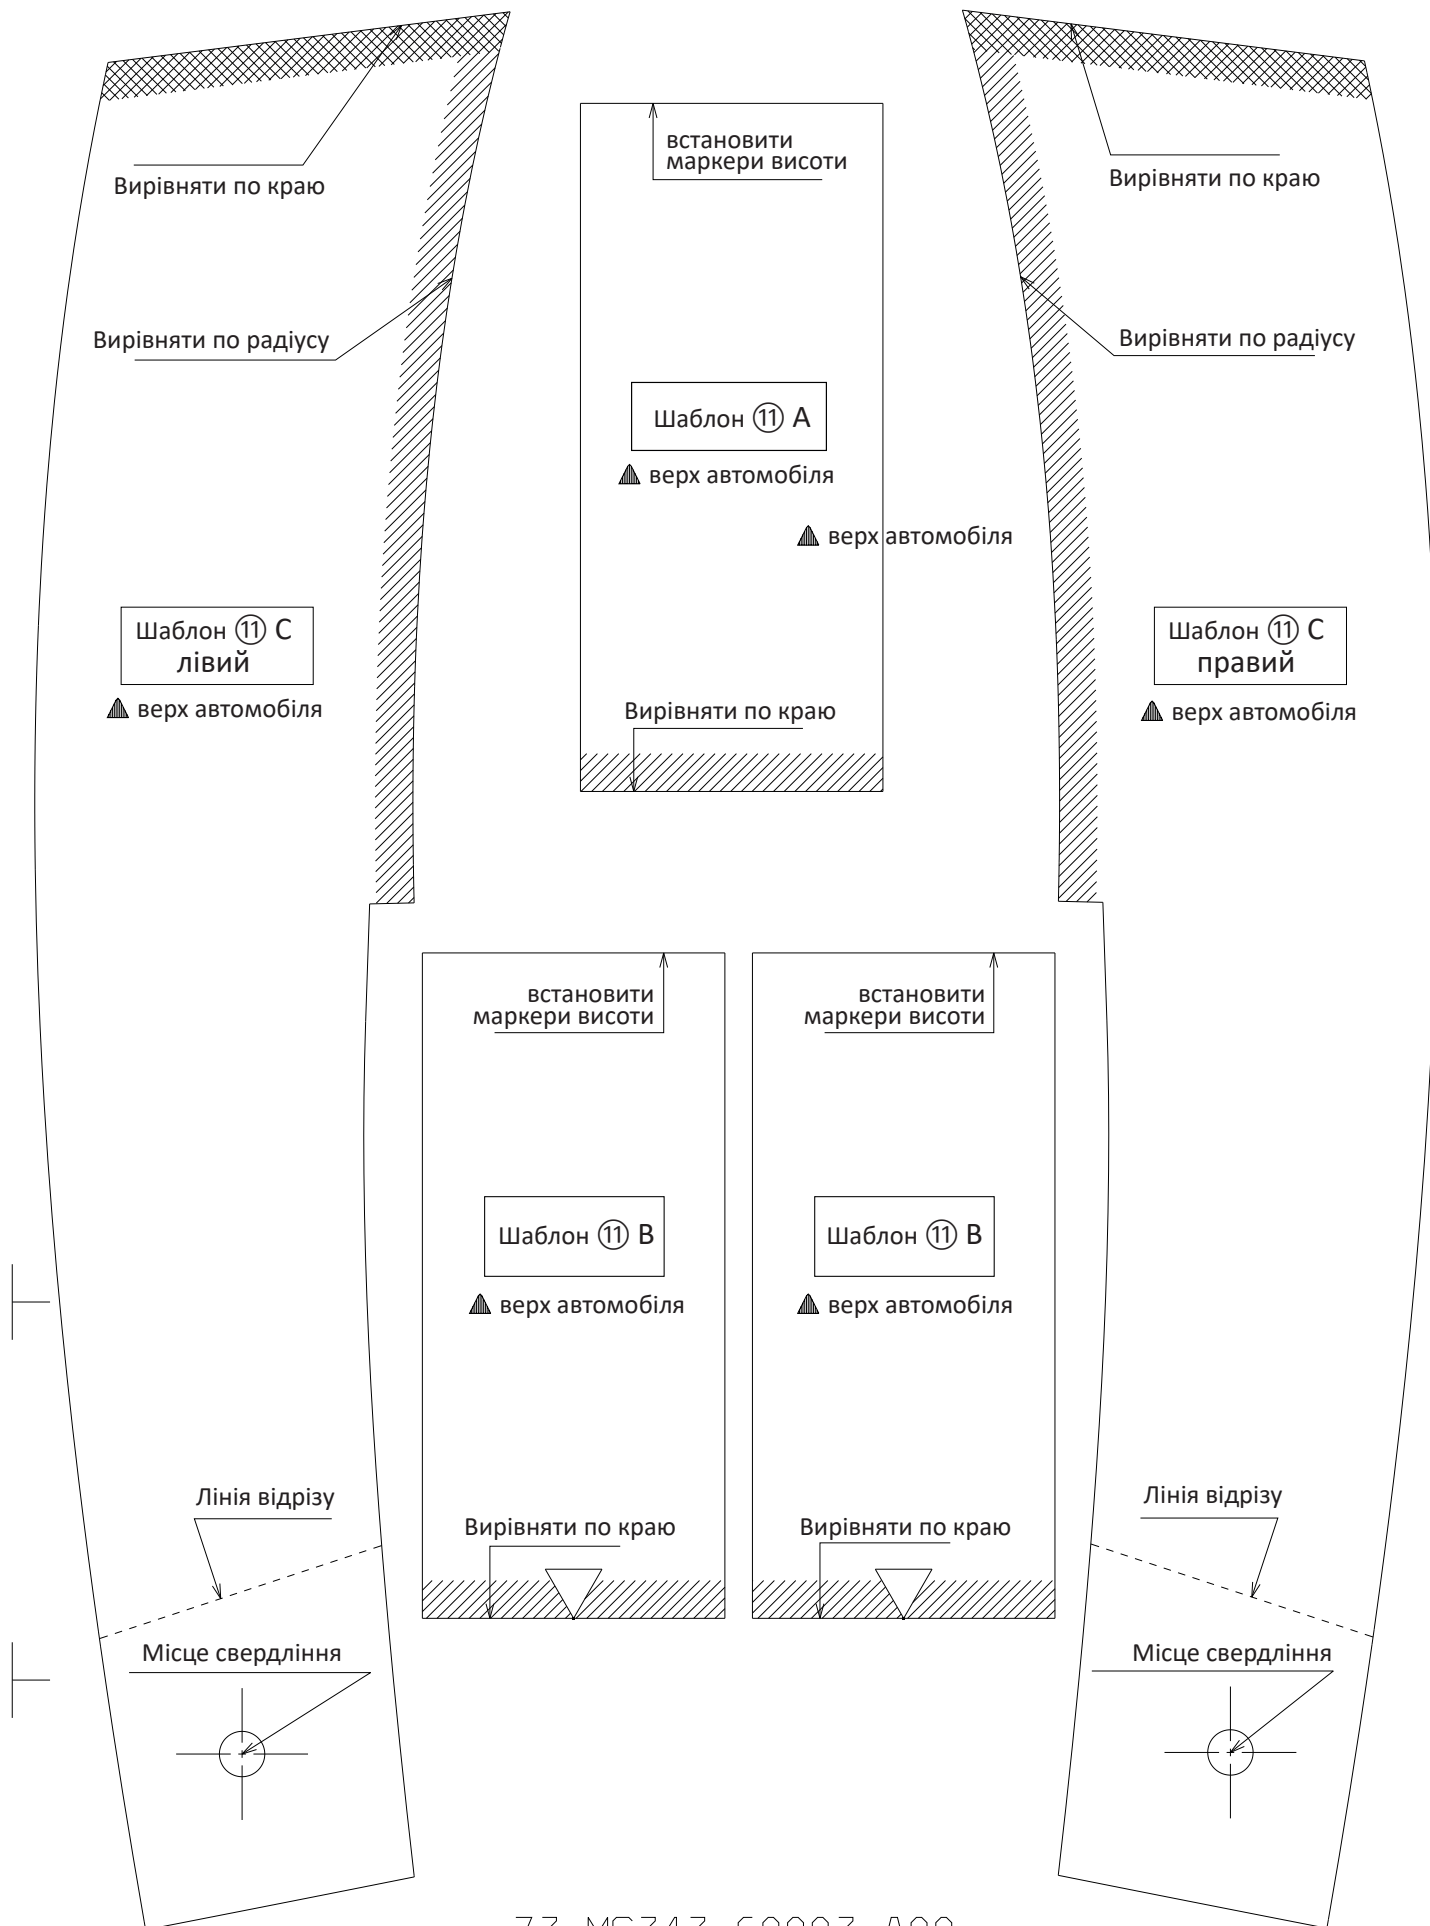 встановити
маркери висоти
Вирівняти по краю
Вирівняти по краю
Вирівняти по радіусу
Вирівняти по радіусу
Шаблон ⑪ A
верх автомобіля
верх автомобіля
Шаблон ⑪ C
лівий
верх автомобіля
Шаблон ⑪ C
правий
верх автомобіля
Вирівняти по краю
встановити
маркери висоти
встановити
маркери висоти
Шаблон ⑪ B
верх автомобіля
Шаблон ⑪ B
верх автомобіля
Лінія відрізу
Лінія відрізу
Вирівняти по краю
Вирівняти по краю
Місце свердління
Місце свердління